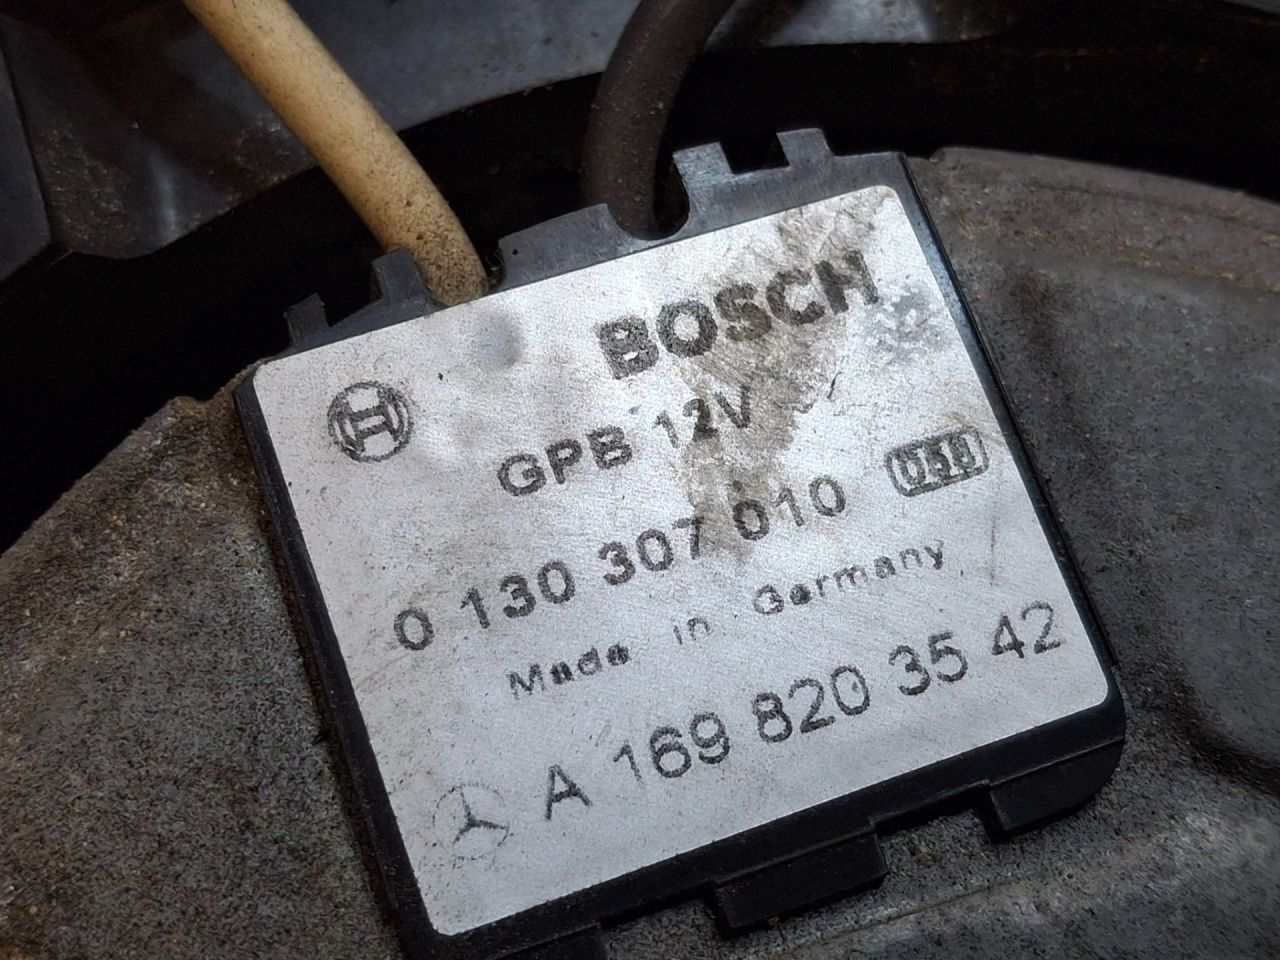 BOSCH
GPB 12V
0 130 307 010
Made in Germany
A 169 820 35 42